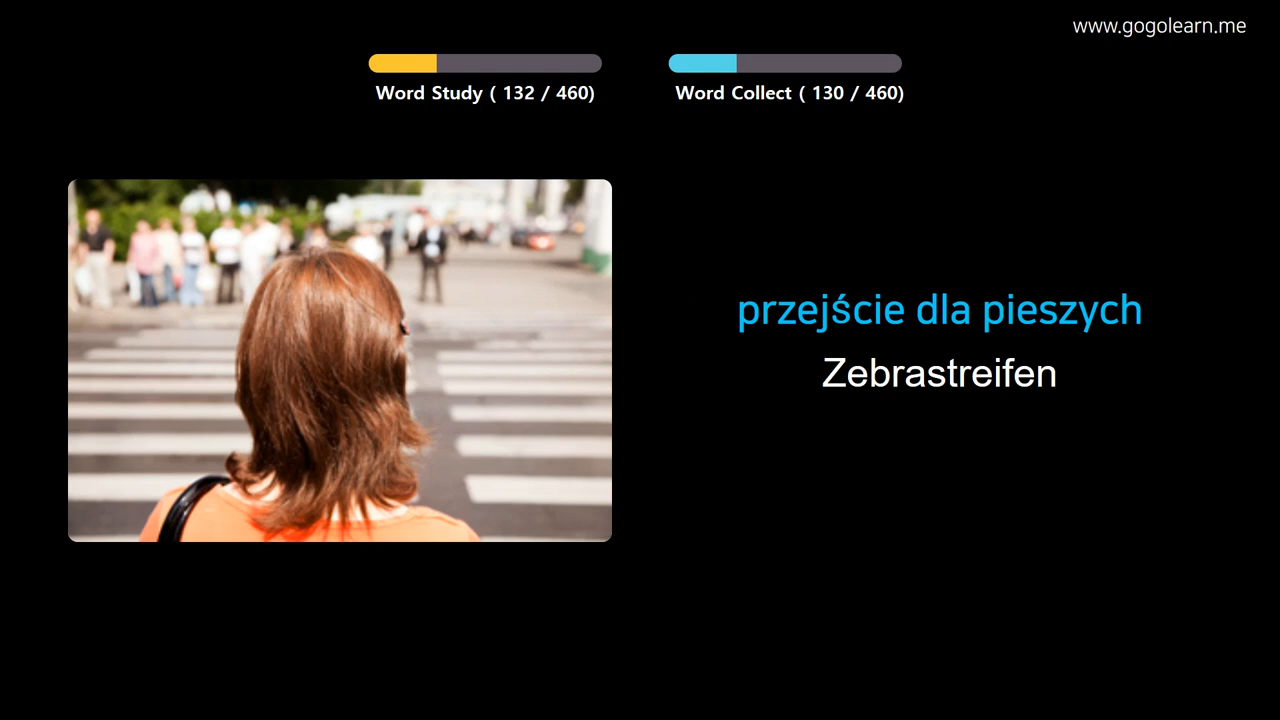 www.gogolearn.me
Word Study ( 132 / 460)
Word Collect ( 130 / 460)
przejście dla pieszych
Zebrastreifen